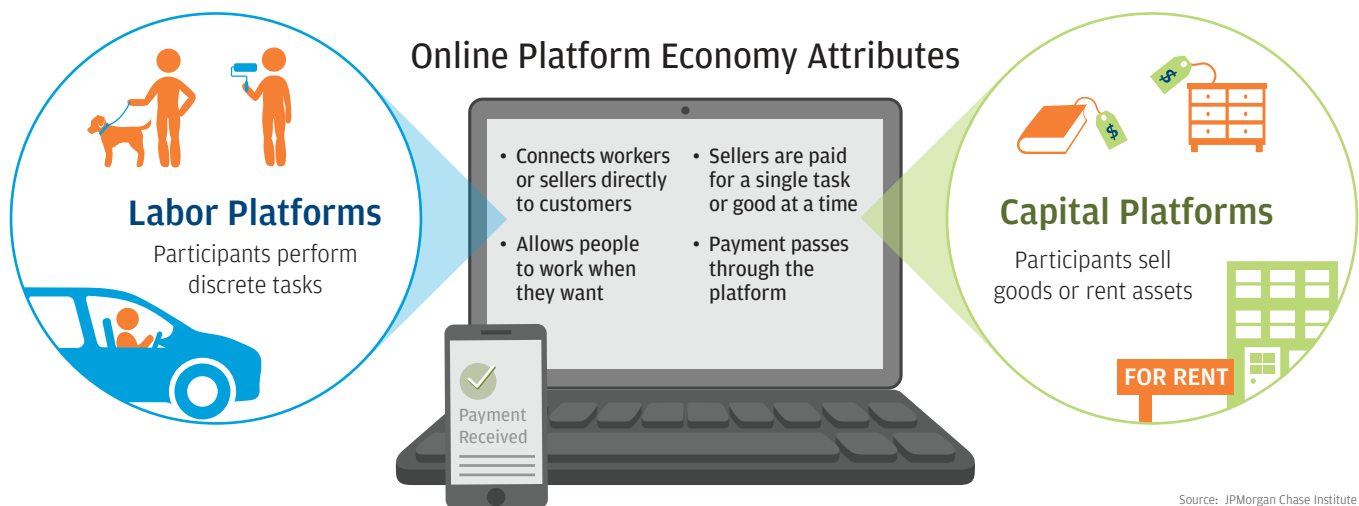 Online Platform Economy Attributes
Labor Platforms
Participants perform
discrete tasks
• Connects workers
or sellers directly
to customers
• Allows people
to work when
they want
• Sellers are paid
for a single task
or good at a time
• Payment passes
through the
platform
Payment
Received
$
$
Capital Platforms
Participants sell
goods or rent assets
FOR RENT
Source: JPMorgan Chase Institute